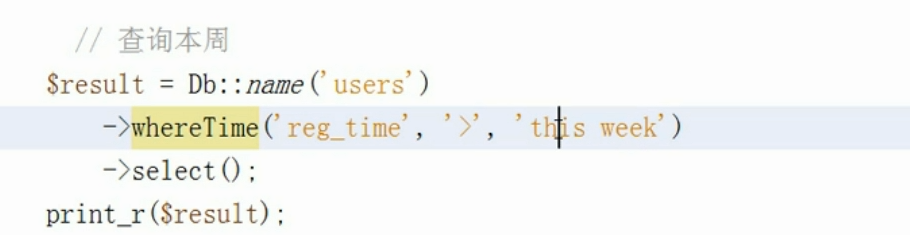 // 查询本周
$result = Db::name('users')
->whereTime('reg_time', '>', 'this week')
->select();
print_r($result);